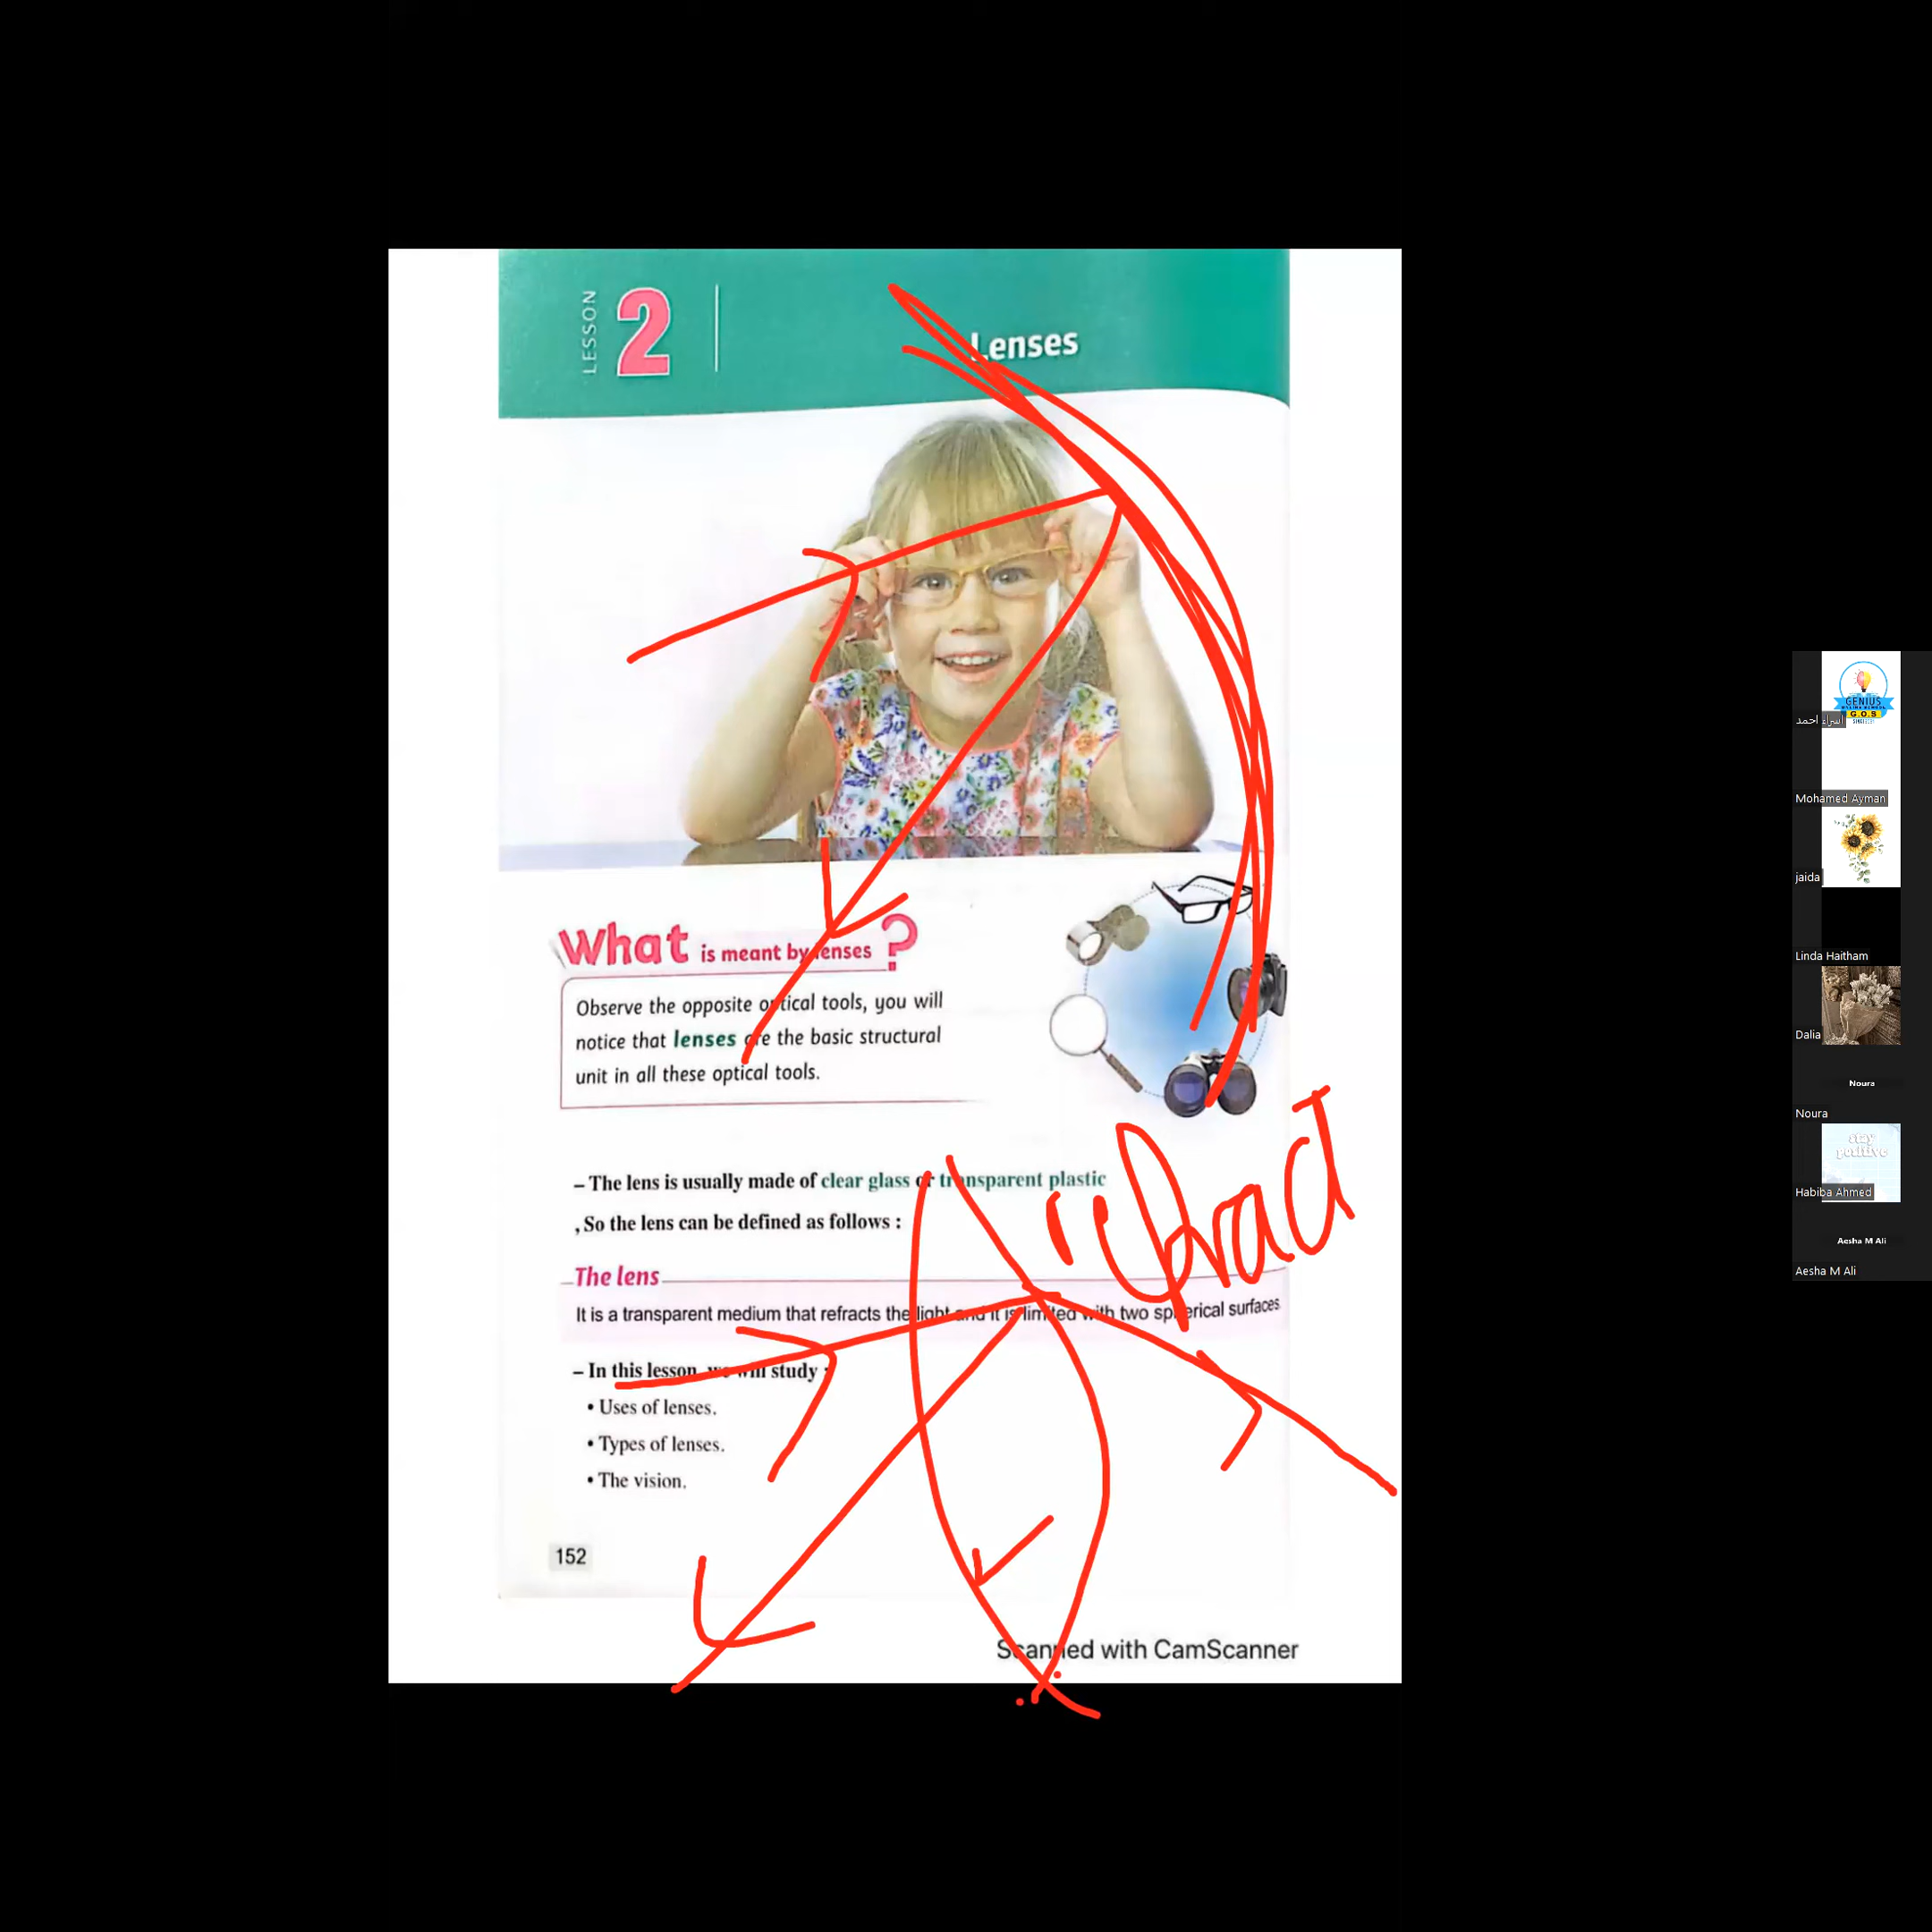 LESSON
2
Lenses
What is meant by lenses ?
Observe the opposite optical tools, you will
notice that lenses are the basic structural
unit in all these optical tools.
– The lens is usually made of clear glass or transparent plastic
, So the lens can be defined as follows :
The lens
It is a transparent medium that refracts the light and it is limited with two spherical surfaces
– In this lesson, we will study :
• Uses of lenses.
• Types of lenses.
• The vision.
152
Scanned with CamScanner
GENIUS
G.O.S
اسراء احمد
Mohamed Ayman
jaida
Linda Haitham
Dalia
Noura
Noura
stay
positive
Habiba Ahmed
Aesha M Ali
Aesha M Ali